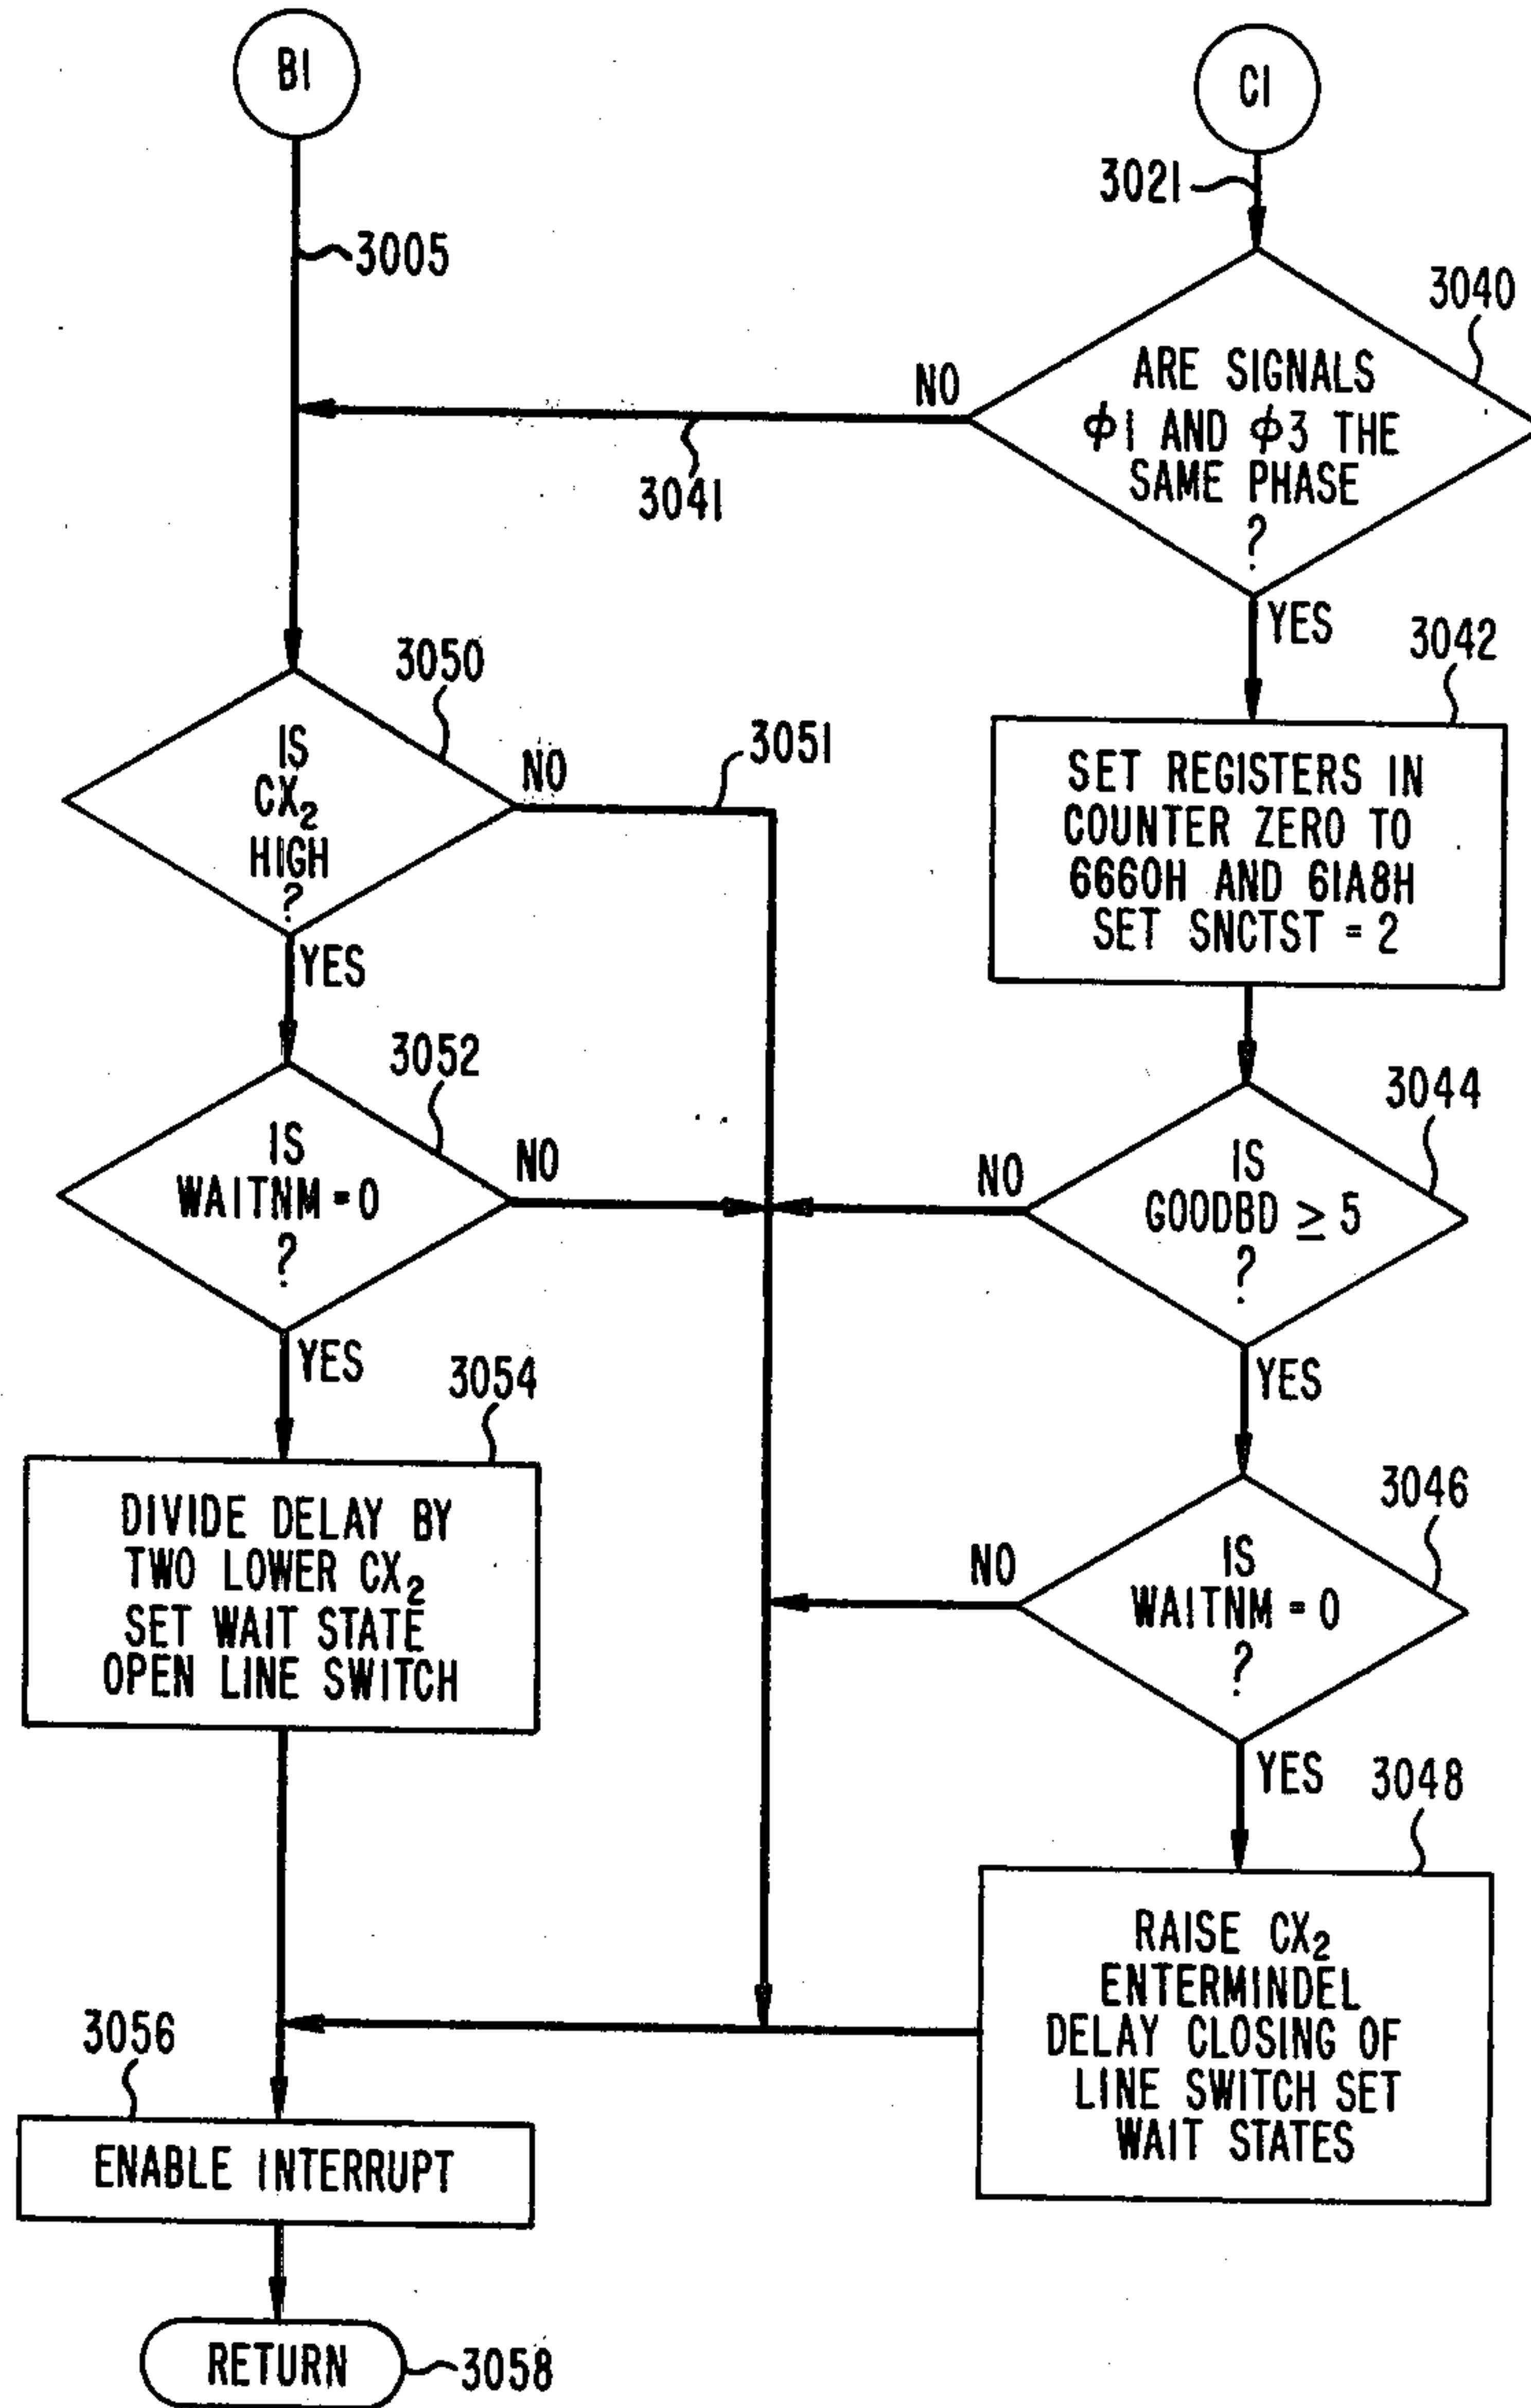 B1
C1
3021
3005
3040
ARE SIGNALS
ϕ1 AND ϕ3 THE
SAME PHASE
?
NO
3041
YES
3042
SET REGISTERS IN
COUNTER ZERO TO
6660H AND 61A8H
SET SNCTST = 2
3050
IS
CX₂
HIGH
?
NO
3051
YES
3052
IS
WAITNM = 0
?
NO
YES
3044
IS
GOODBD ≥ 5
?
NO
YES
3054
DIVIDE DELAY BY
TWO LOWER CX₂
SET WAIT STATE
OPEN LINE SWITCH
3046
IS
WAITNM = 0
?
NO
YES
3048
RAISE CX₂
ENTERMINDEL
DELAY CLOSING OF
LINE SWITCH SET
WAIT STATES
3056
ENABLE INTERRUPT
RETURN
3058